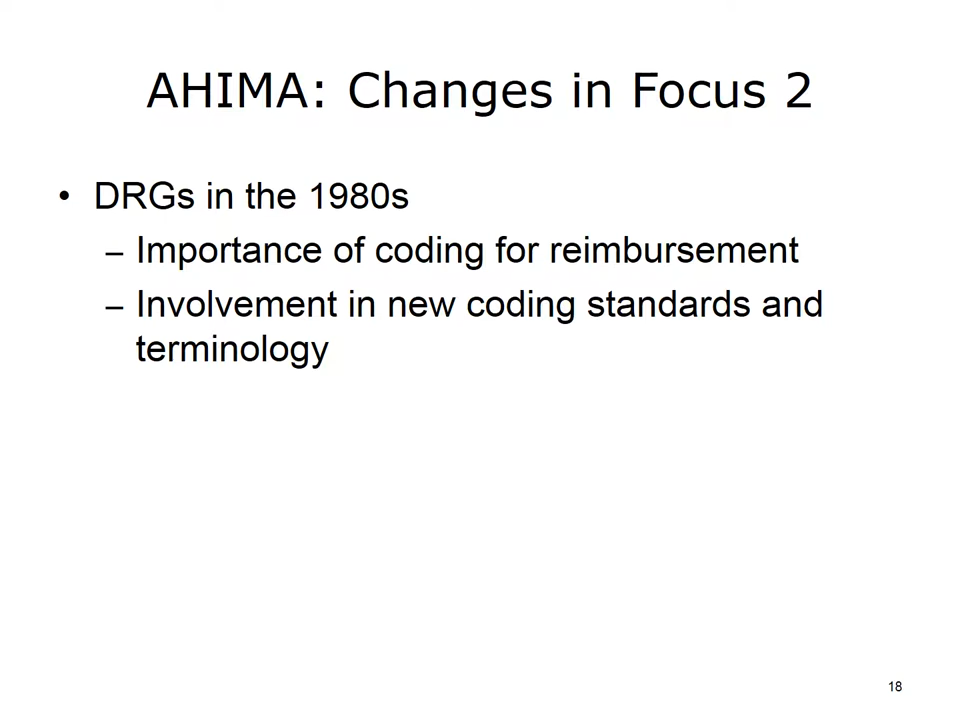 AHIMA: Changes in Focus 2
• DRGs in the 1980s
– Importance of coding for reimbursement
– Involvement in new coding standards and
terminology
18